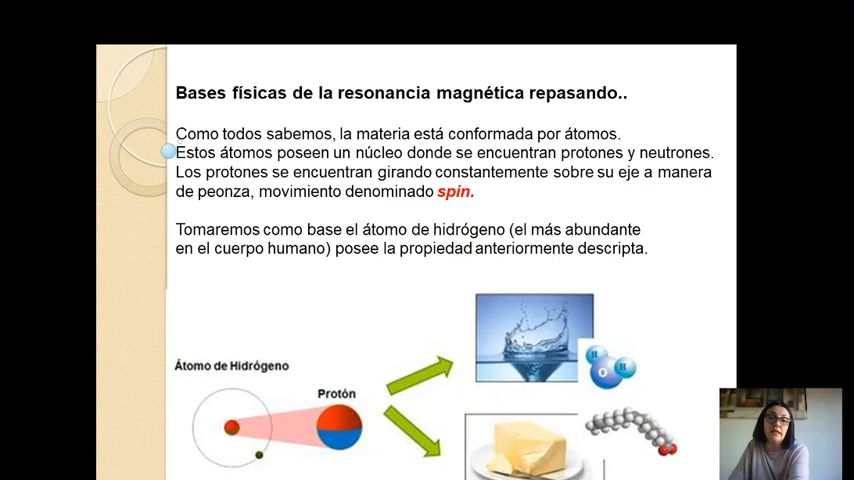 Bases físicas de la resonancia magnética repasando..
Como todos sabemos, la materia está conformada por átomos.
Estos átomos poseen un núcleo donde se encuentran protones y neutrones.
Los protones se encuentran girando constantemente sobre su eje a manera
de peonza, movimiento denominado spin.
Tomaremos como base el átomo de hidrógeno (el más abundante
en el cuerpo humano) posee la propiedad anteriormente descripta.
Átomo de Hidrógeno
Protón
H
H
O